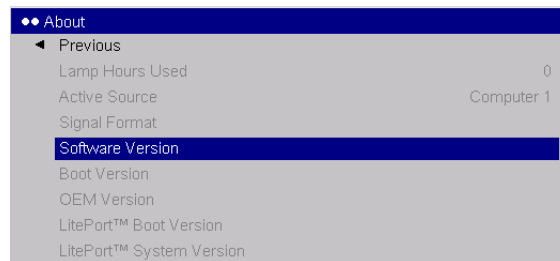 About
Previous
Lamp Hours Used 0
Active Source Computer 1
Signal Format
Software Version
Boot Version
OEM Version
LitePort™ Boot Version
LitePort™ System Version